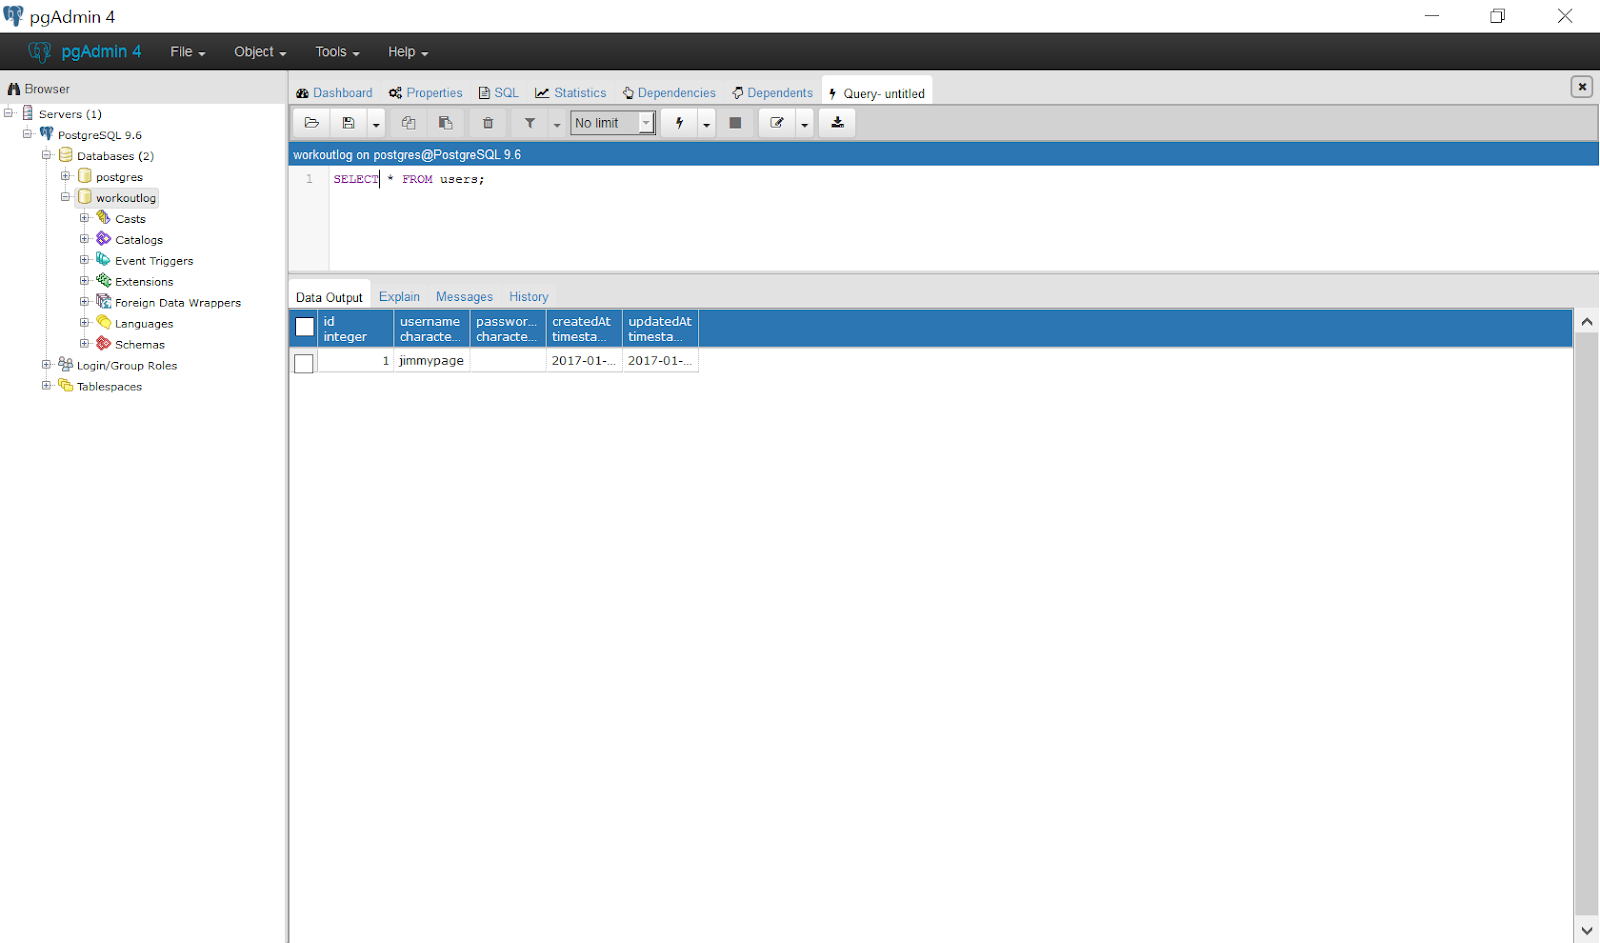 pgAdmin 4
pgAdmin 4 File Object Tools Help
Browser
Servers (1)
PostgreSQL 9.6
Databases (2)
postgres
workoutlog
Casts
Catalogs
Event Triggers
Extensions
Foreign Data Wrappers
Languages
Schemas
Login/Group Roles
Tablespaces
Dashboard Properties SQL Statistics Dependencies Dependents Query- untitled
No limit
workoutlog on postgres@PostgreSQL 9.6
1 SELECT * FROM users;
Data Output Explain Messages History
id username passwor... createdAt updatedAt
integer characte... characte... timesta... timesta...
1 jimmypage 2017-01-... 2017-01-...